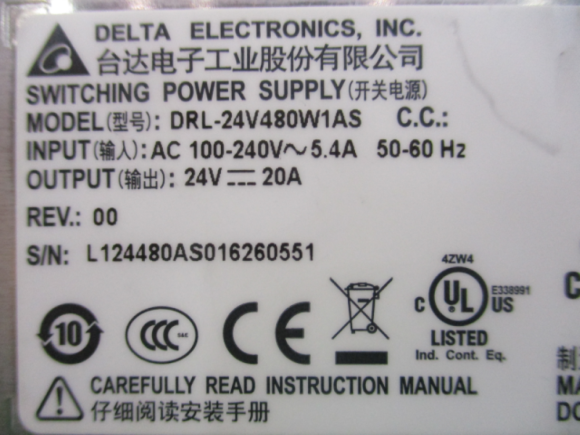 DELTA ELECTRONICS, INC.
台达电子工业股份有限公司
SWITCHING POWER SUPPLY(开关电源)
MODEL(型号): DRL-24V480W1AS C.C.:
INPUT(输入): AC 100-240V～5.4A 50-60 Hz
OUTPUT(输出): 24V⎓20A
REV.: 00
S/N: L124480AS016260551
4ZW4
10
CCC
S&E
CE
C UL US
E338991
LISTED
Ind. Cont. Eq.
C
制
CAREFULLY READ INSTRUCTION MANUAL
MA
仔细阅读安装手册
DO